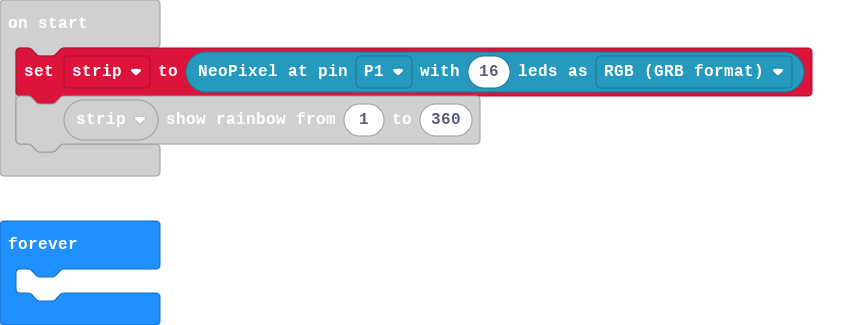 on start
set strip to NeoPixel at pin P1 with 16 leds as RGB (GRB format)
strip show rainbow from 1 to 360
forever